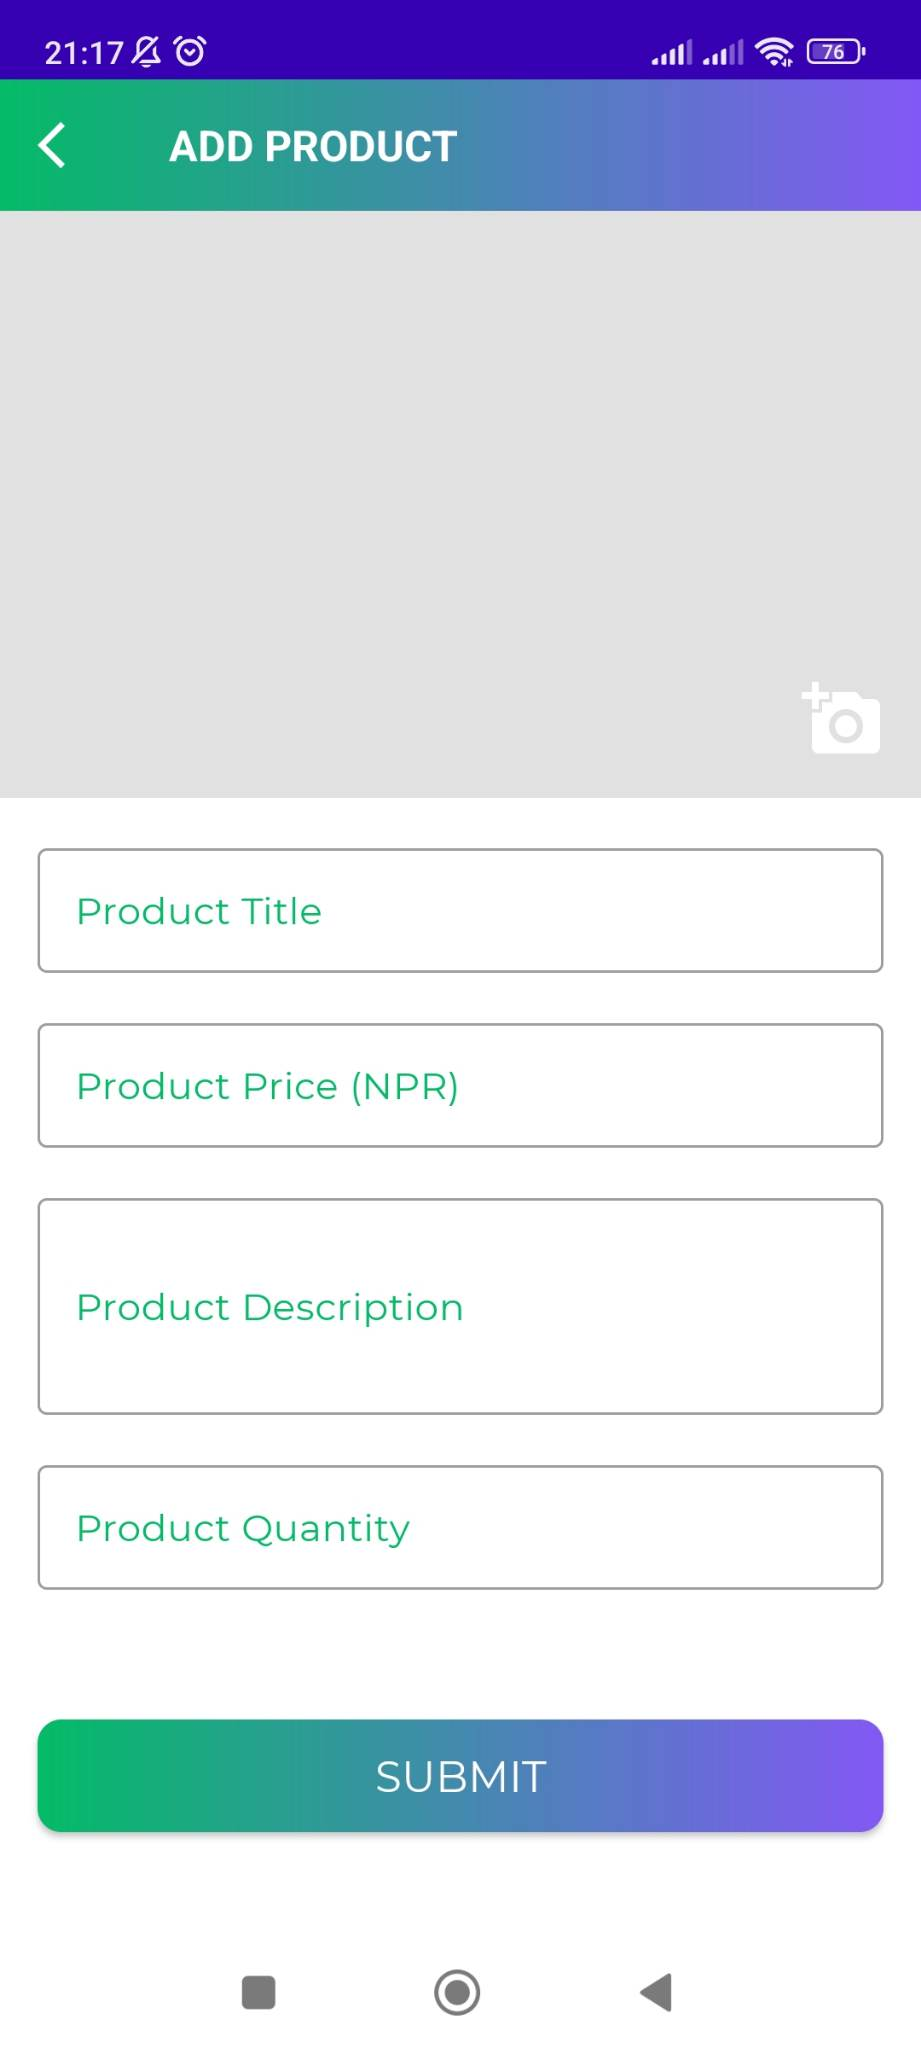 21:17
76
ADD PRODUCT
Product Title
Product Price (NPR)
Product Description
Product Quantity
SUBMIT